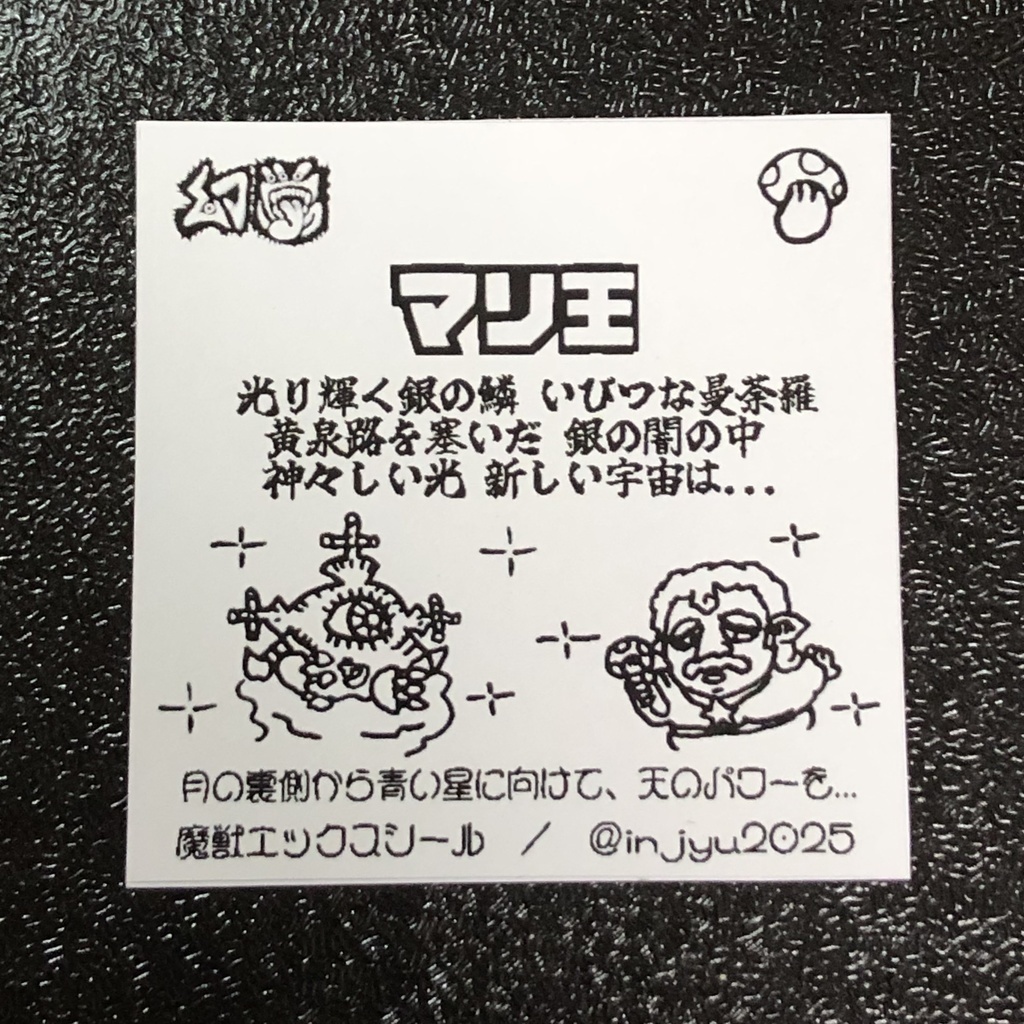 幻
マリ王
光り輝く銀の鱗 いびつな曼荼羅
黄泉路を塞いだ 銀の闇の中
神々しい光 新しい宇宙は...
月の裏側から青い星に向けて、天のパワーを...
魔獣エックスシール / @in_jyu2025